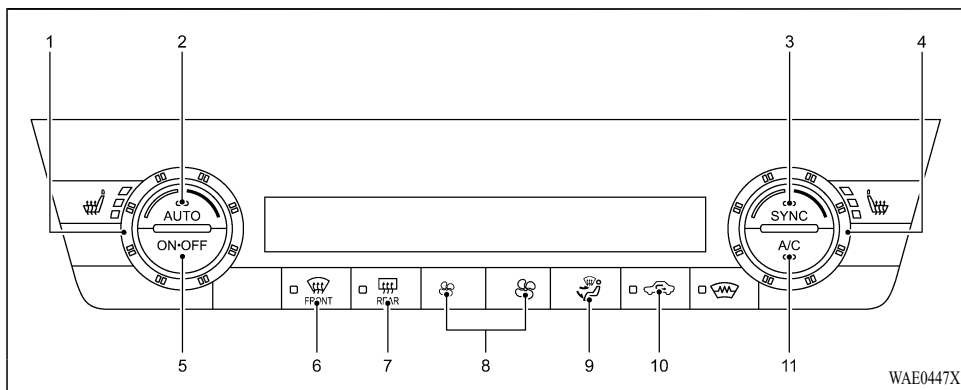 1 2 3 4
AUTO SYNC
ON•OFF A/C
FRONT REAR
5 6 7 8 9 10 11
WAE0447X